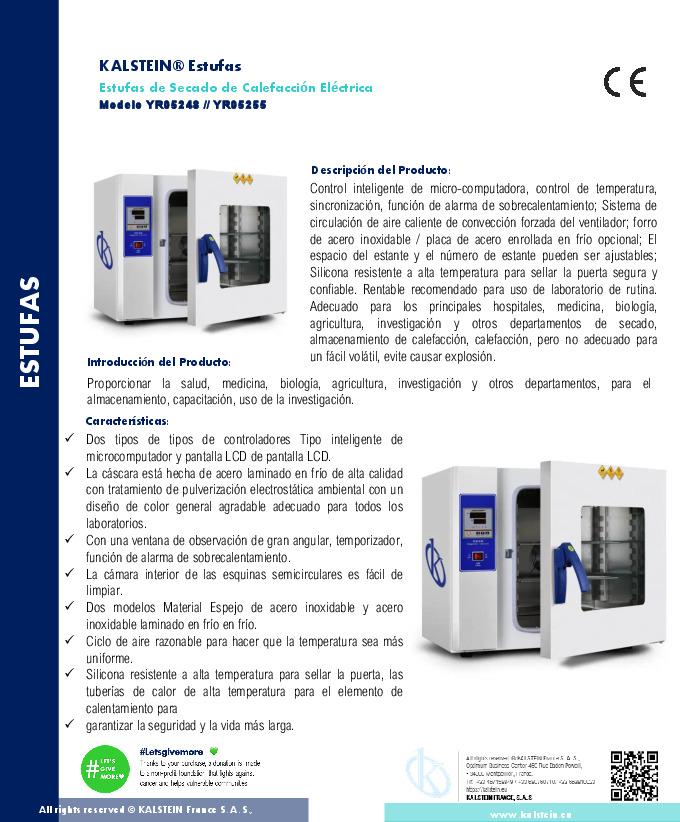 KALSTEIN® Estufas
Estufas de Secado de Calefacción Eléctrica
Modelo YR05248 // YR05255
CE
ESTUFAS
Descripción del Producto:
Control inteligente de micro-computadora, control de temperatura,
sincronización, función de alarma de sobrecalentamiento; Sistema de
circulación de aire caliente de convección forzada del ventilador; forro
de acero inoxidable / placa de acero enrollada en frío opcional; El
espacio del estante y el número de estante pueden ser ajustables;
Silicona resistente a alta temperatura para sellar la puerta segura y
confiable. Rentable recomendado para uso de laboratorio de rutina.
Adecuado para los principales hospitales, medicina, biología,
agricultura, investigación y otros departamentos de secado,
almacenamiento de calefacción, calefacción, pero no adecuado para
un fácil volátil, evite causar explosión.
Introducción del Producto:
Proporcionar la salud, medicina, biología, agricultura, investigación y otros departamentos, para el
almacenamiento, capacitación, uso de la investigación.
Características:
✓ Dos tipos de tipos de controladores Tipo inteligente de
microcomputador y pantalla LCD de pantalla LCD.
✓ La cáscara está hecha de acero laminado en frío de alta calidad
con tratamiento de pulverización electrostática ambiental con un
diseño de color general agradable adecuado para todos los
laboratorios.
✓ Con una ventana de observación de gran angular, temporizador,
función de alarma de sobrecalentamiento.
✓ La cámara interior de las esquinas semicirculares es fácil de
limpiar.
✓ Dos modelos Material Espejo de acero inoxidable y acero
inoxidable laminado en frío en frío.
✓ Ciclo de aire razonable para hacer que la temperatura sea más
uniforme.
✓ Silicona resistente a alta temperatura para sellar la puerta, las
tuberías de calor de alta temperatura para el elemento de
calentamiento para
✓ garantizar la seguridad y la vida más larga.
#LET'S
GIVE
MORE
#Letsgivemore
Thanks to your purchase, a donation is made
to a non-profit foundation that fights against
cancer and helps vulnerable communities
All rights reserved © KALSTEIN France S. A. S.,
KALSTEIN FRANCE, S.A.S
All rights reserved © KALSTEIN France S. A. S.,
www.kalstein.eu